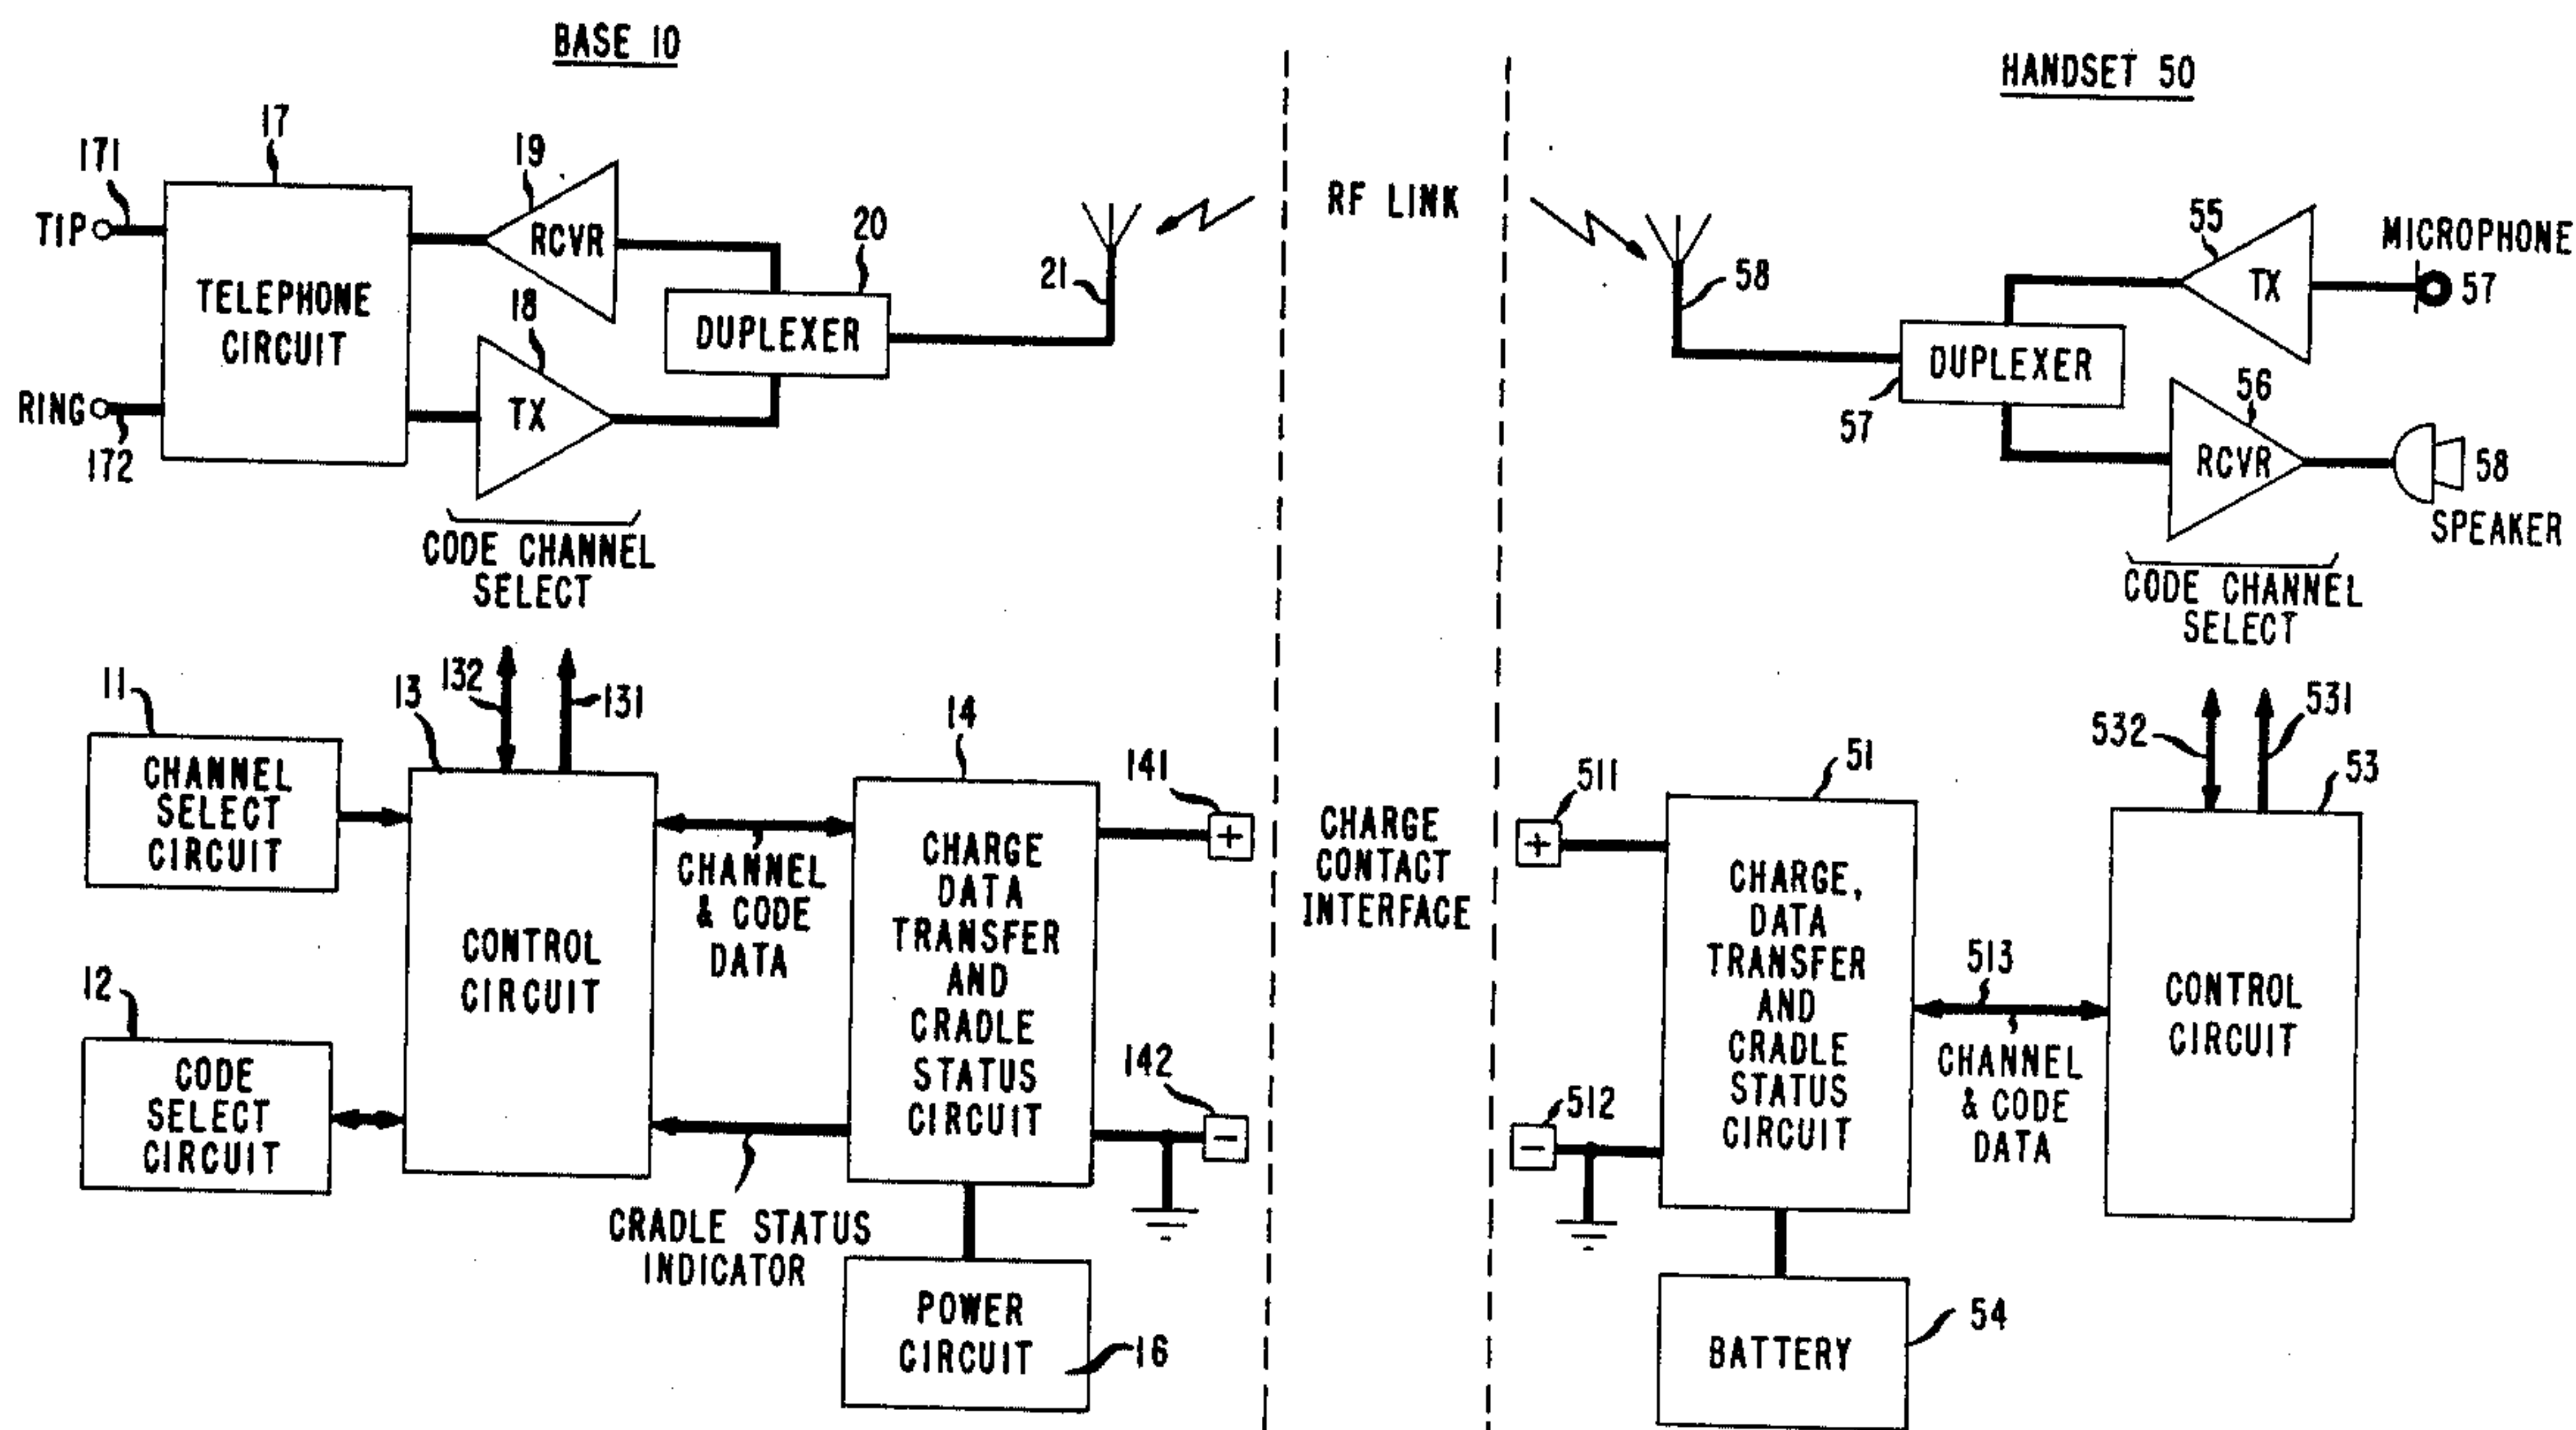 BASE 10
HANDSET 50
17
171
TIP
TELEPHONE
CIRCUIT
RING
172
19
RCVR
18
TX
20
DUPLEXER
21
CODE CHANNEL
SELECT
RF LINK
58
55
TX
MICROPHONE
57
DUPLEXER
57
56
RCVR
58
SPEAKER
CODE CHANNEL
SELECT
11
CHANNEL
SELECT
CIRCUIT
12
CODE
SELECT
CIRCUIT
13
132
131
CONTROL
CIRCUIT
CHANNEL
& CODE
DATA
CRADLE STATUS
INDICATOR
14
CHARGE
DATA
TRANSFER
AND
CRADLE
STATUS
CIRCUIT
141
+
142
−
POWER
CIRCUIT
16
CHARGE
CONTACT
INTERFACE
511
+
512
−
51
CHARGE,
DATA
TRANSFER
AND
CRADLE
STATUS
CIRCUIT
513
CHANNEL
& CODE
DATA
532
531
53
CONTROL
CIRCUIT
BATTERY
54